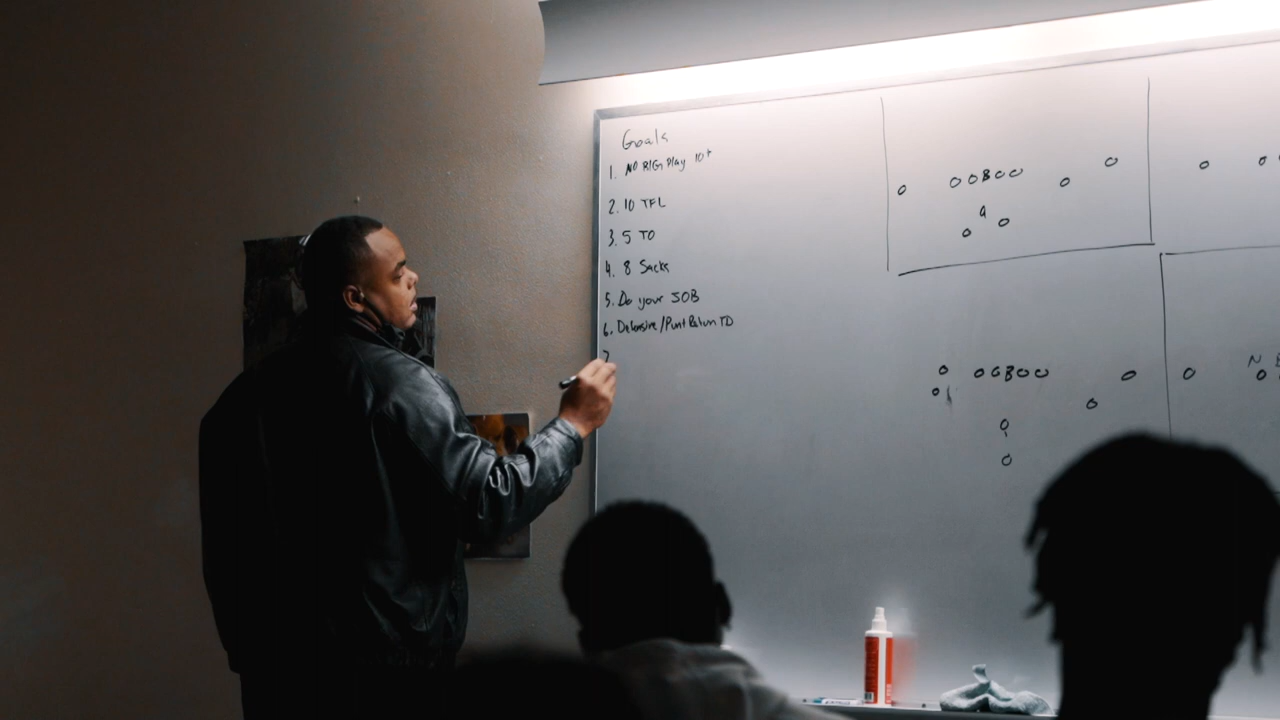 Goals
1. NO BIG Play 10+
2. 10 TFL
3. 5 TO
4. 8 Sacks
5. Do your JOB
6. Defensive/Punt Return TD
7